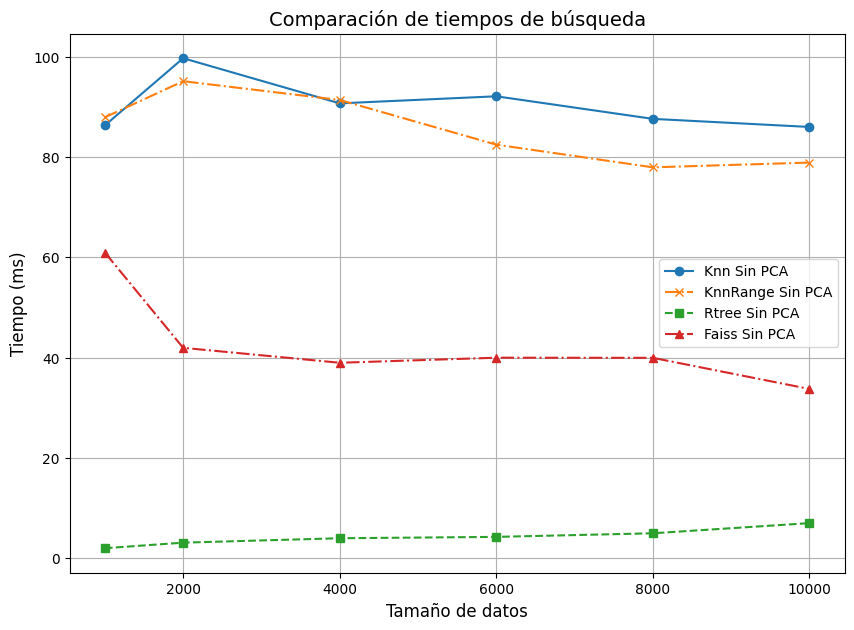 Comparación de tiempos de búsqueda
Tiempo (ms)
100
80
60
40
20
0
Knn Sin PCA
KnnRange Sin PCA
Rtree Sin PCA
Faiss Sin PCA
2000
4000
6000
8000
10000
Tamaño de datos